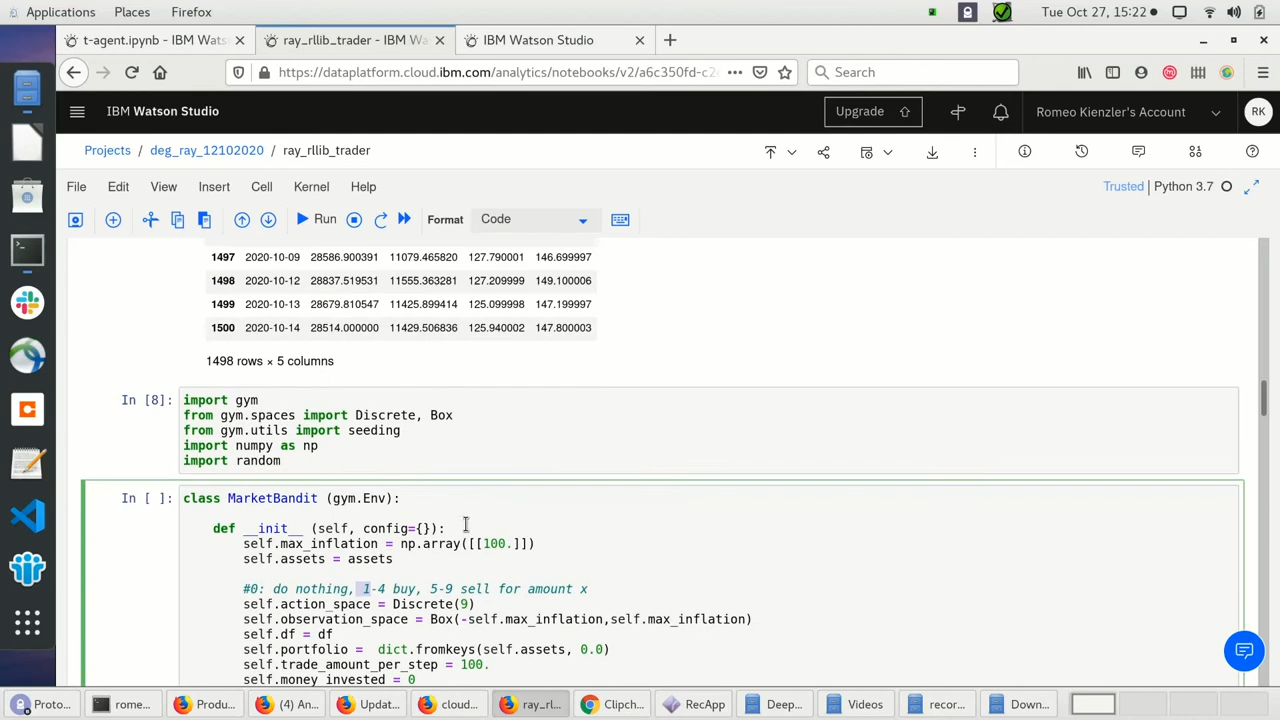 Applications Places Firefox Tue Oct 27, 15:22
t-agent.ipynb - IBM Wats
ray_rllib_trader - IBM Wa
IBM Watson Studio
https://dataplatform.cloud.ibm.com/analytics/notebooks/v2/a6c350fd-c2
Search
IBM Watson Studio
Upgrade
Romeo Kienzler's Account
RK
Projects / deg_ray_12102020 / ray_rllib_trader
File Edit View Insert Cell Kernel Help
Trusted | Python 3.7
Run Format Code
1497 2020-10-09 28586.900391 11079.465820 127.790001 146.699997
1498 2020-10-12 28837.519531 11555.363281 127.209999 149.100006
1499 2020-10-13 28679.810547 11425.899414 125.099998 147.199997
1500 2020-10-14 28514.000000 11429.506836 125.940002 147.800003
1498 rows × 5 columns
In [8]: import gym
from gym.spaces import Discrete, Box
from gym.utils import seeding
import numpy as np
import random
In [ ]: class MarketBandit (gym.Env):
def __init__ (self, config={}):
self.max_inflation = np.array([[100.]])
self.assets = assets
#0: do nothing, 1-4 buy, 5-9 sell for amount x
self.action_space = Discrete(9)
self.observation_space = Box(-self.max_inflation,self.max_inflation)
self.df = df
self.portfolio = dict.fromkeys(self.assets, 0.0)
self.trade_amount_per_step = 100.
self.money_invested = 0
Proto... rome... Produ... (4) Updat... cloud... ray_rl... Clipch... RecApp Deep... Videos recor... Down...